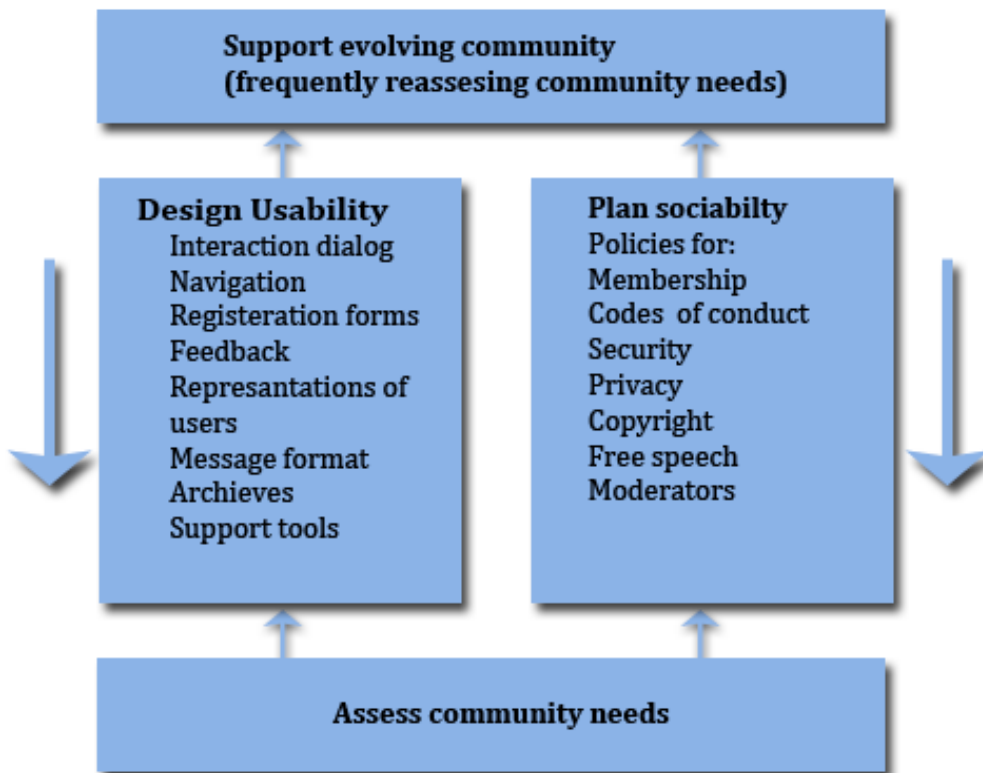 Support evolving community
(frequently reassesing community needs)
Design Usability
Interaction dialog
Navigation
Registeration forms
Feedback
Represantations of
users
Message format
Archieves
Support tools
Plan sociabilty
Policies for:
Membership
Codes of conduct
Security
Privacy
Copyright
Free speech
Moderators
Assess community needs